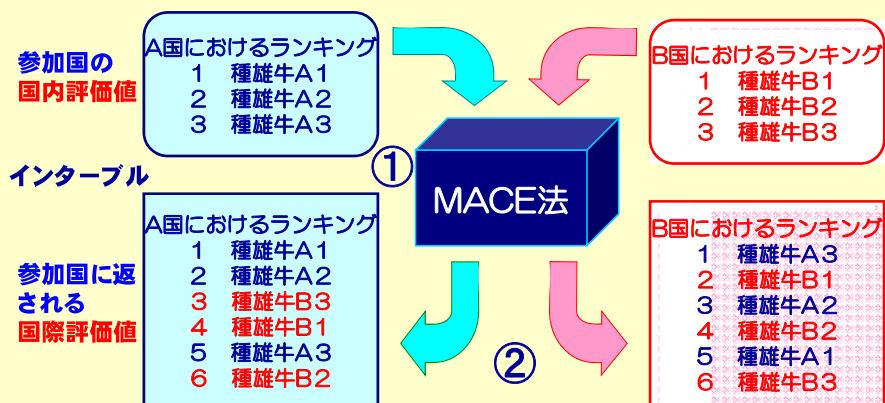 参加国の
国内評価値
A国におけるランキング
1 種雄牛A1
2 種雄牛A2
3 種雄牛A3
B国におけるランキング
1 種雄牛B1
2 種雄牛B2
3 種雄牛B3
インターブル
①
MACE法
参加国に返
される
国際評価値
A国におけるランキング
1 種雄牛A1
2 種雄牛A2
3 種雄牛B3
4 種雄牛B1
5 種雄牛A3
6 種雄牛B2
②
B国におけるランキング
1 種雄牛A3
2 種雄牛B1
3 種雄牛A2
4 種雄牛B2
5 種雄牛A1
6 種雄牛B3